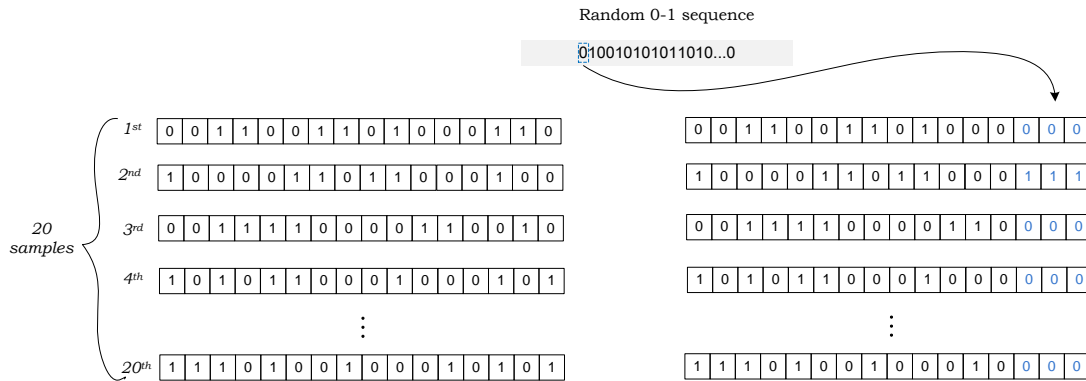 Random 0-1 sequence
010010101011010...0
1st 0 0 1 1 0 0 1 1 0 1 0 0 0 1 1 0 0 0 1 1 0 0 1 1 0 1 0 0 0 0 0 0
2nd 1 0 0 0 0 1 1 0 1 1 0 0 0 1 0 0 1 0 0 0 0 1 1 0 1 1 0 0 0 1 1 1
20
samples
3rd 0 0 1 1 1 1 0 0 0 0 1 1 0 0 1 0 0 0 1 1 1 1 0 0 0 0 1 1 0 0 0 0
4th 1 0 1 0 1 1 0 0 0 1 0 0 0 1 0 1 1 0 1 0 1 1 0 0 0 1 0 0 0 0 0 0
20th 1 1 1 0 1 0 0 1 0 0 0 1 0 1 0 1 1 1 1 0 1 0 0 1 0 0 0 1 0 0 0 0